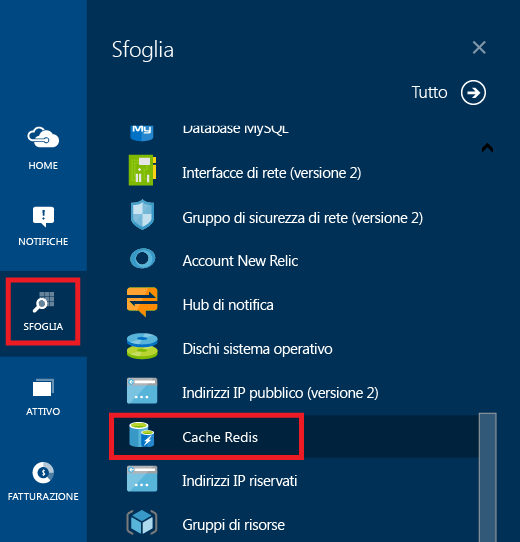 Sfoglia
Tutto
HOME
NOTIFICHE
SFOGLIA
ATTIVO
FATTURAZIONE
Database MySQL
Interfacce di rete (versione 2)
Gruppo di sicurezza di rete (versione 2)
Account New Relic
Hub di notifica
Dischi sistema operativo
Indirizzi IP pubblico (versione 2)
Cache Redis
Indirizzi IP riservati
Gruppi di risorse